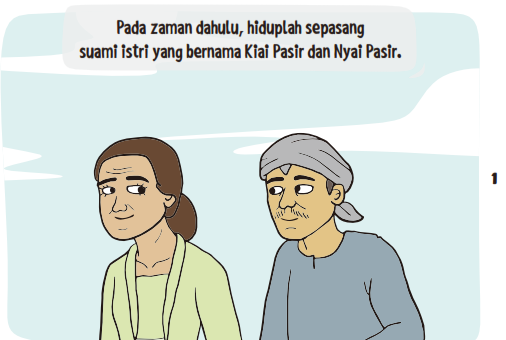 Pada zaman dahulu, hiduplah sepasang
suami istri yang bernama Kiai Pasir dan Nyai Pasir.
1